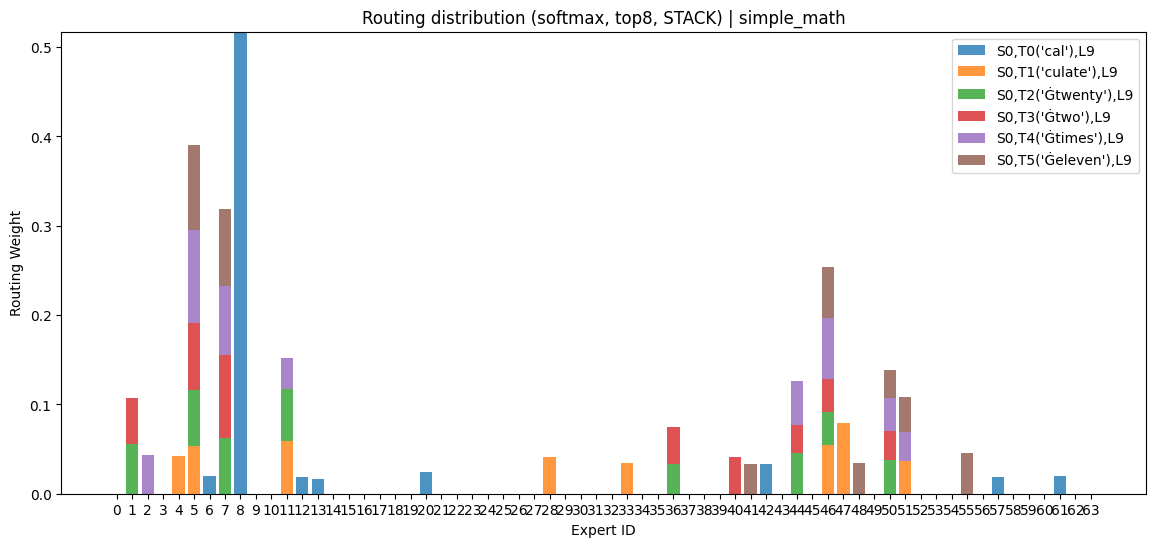 Routing distribution (softmax, top8, STACK) | simple_math
0.5
0.4
0.3
0.2
0.1
0.0
Routing Weight
S0,T0('cal'),L9
S0,T1('culate'),L9
S0,T2('Ġtwenty'),L9
S0,T3('Ġtwo'),L9
S0,T4('Ġtimes'),L9
S0,T5('Ġeleven'),L9
0 1 2 3 4 5 6 7 8 9 10 11 12 13 14 15 16 17 18 19 20 21 22 23 24 25 26 27 28 29 30 31 32 33 34 35 36 37 38 39 40 41 42 43 44 45 46 47 48 49 50 51 52 53 54 55 56 57 58 59 60 61 62 63
Expert ID